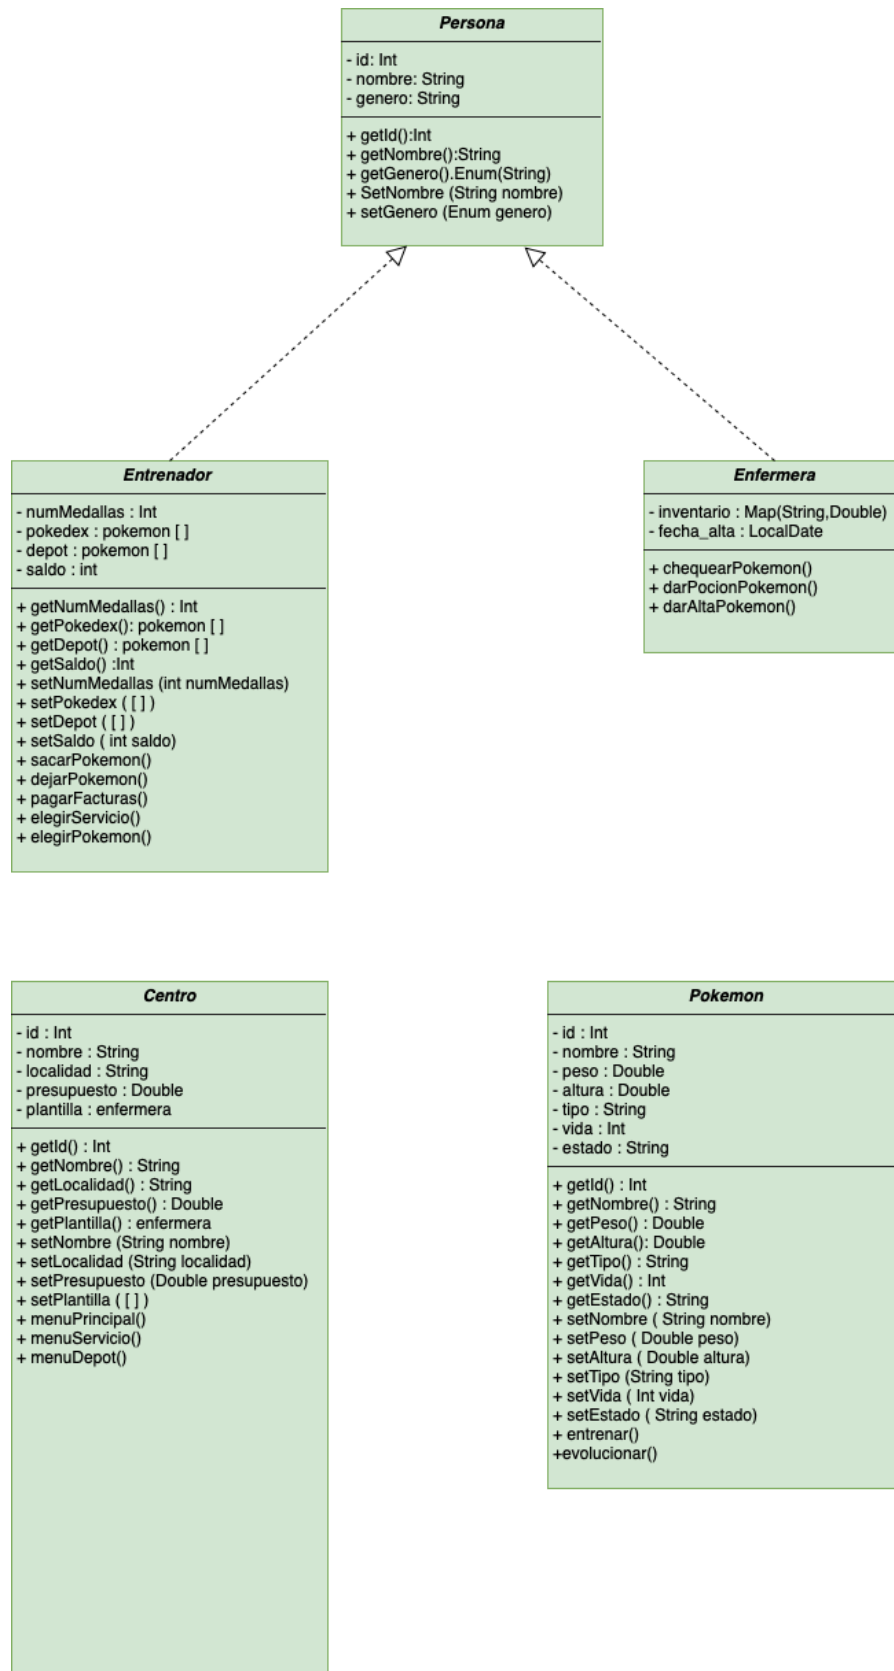 Persona
- id: Int
- nombre: String
- genero: String
+ getId():Int
+ getNombre():String
+ getGenero().Enum(String)
+ SetNombre (String nombre)
+ setGenero (Enum genero)
Entrenador
- numMedallas : Int
- pokedex : pokemon [ ]
- depot : pokemon [ ]
- saldo : int
+ getNumMedallas() : Int
+ getPokedex(): pokemon [ ]
+ getDepot() : pokemon [ ]
+ getSaldo() :Int
+ setNumMedallas (int numMedallas)
+ setPokedex ( [ ] )
+ setDepot ( [ ] )
+ setSaldo ( int saldo)
+ sacarPokemon()
+ dejarPokemon()
+ pagarFacturas()
+ elegirServicio()
+ elegirPokemon()
Enfermera
- inventario : Map(String,Double)
- fecha_alta : LocalDate
+ chequearPokemon()
+ darPocionPokemon()
+ darAltaPokemon()
Centro
- id : Int
- nombre : String
- localidad : String
- presupuesto : Double
- plantilla : enfermera
+ getId() : Int
+ getNombre() : String
+ getLocalidad() : String
+ getPresupuesto() : Double
+ getPlantilla() : enfermera
+ setNombre (String nombre)
+ setLocalidad (String localidad)
+ setPresupuesto (Double presupuesto)
+ setPlantilla ( [ ] )
+ menuPrincipal()
+ menuServicio()
+ menuDepot()
Pokemon
- id : Int
- nombre : String
- peso : Double
- altura : Double
- tipo : String
- vida : Int
- estado : String
+ getId() : Int
+ getNombre() : String
+ getPeso() : Double
+ getAltura(): Double
+ getTipo() : String
+ getVida() : Int
+ getEstado() : String
+ setNombre ( String nombre)
+ setPeso ( Double peso)
+ setAltura ( Double altura)
+ setTipo (String tipo)
+ setVida ( Int vida)
+ setEstado ( String estado)
+ entrenar()
+evolucionar()